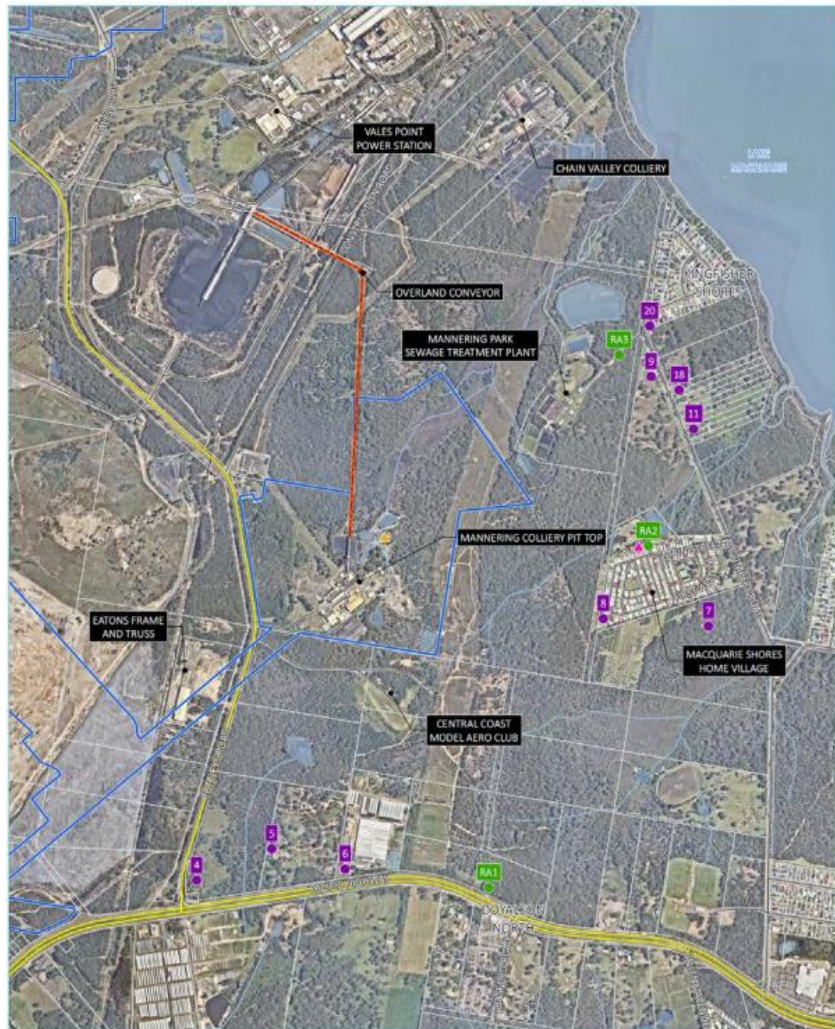 VALES POINT
POWER STATION
CHAIN VALLEY COLLIERY
LAKE
MACQUARIE
OVERLAND CONVEYOR
KINGFISHER
SHORES
20
MANNERING PARK
SEWAGE TREATMENT PLANT
RA3
9
18
11
MANNERING COLLIERY PIT TOP
RA2
8
7
EATONS FRAME
AND TRUSS
MACQUARIE SHORES
HOME VILLAGE
CENTRAL COAST
MODEL AERO CLUB
5
6
4
RA1
DOYALSON
NORTH